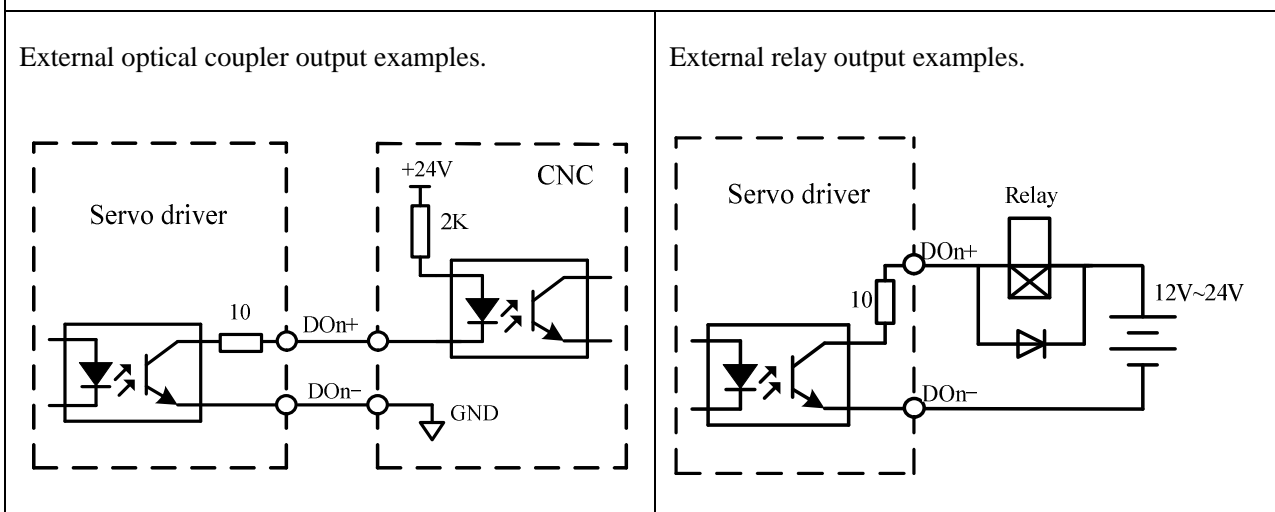 External optical coupler output examples.
+24V
CNC
2K
Servo driver
10
DOn+
DOn−
GND
External relay output examples.
Servo driver
Relay
DOn+
10
12V~24V
DOn−